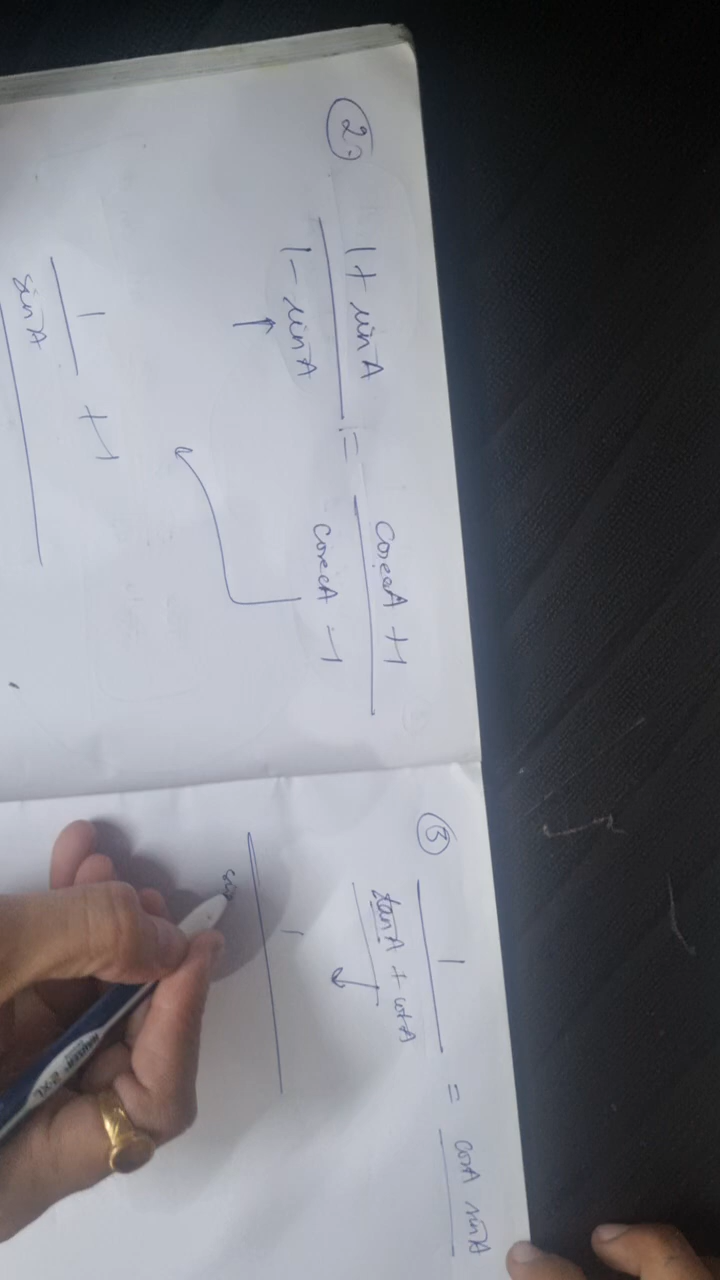 ②.
1 + sinA
1 - sinA
=
CosecA + 1
CosecA - 1
1
sinA
+ 1
③
1
tanA + cotA
=
cosA sinA
1
sin